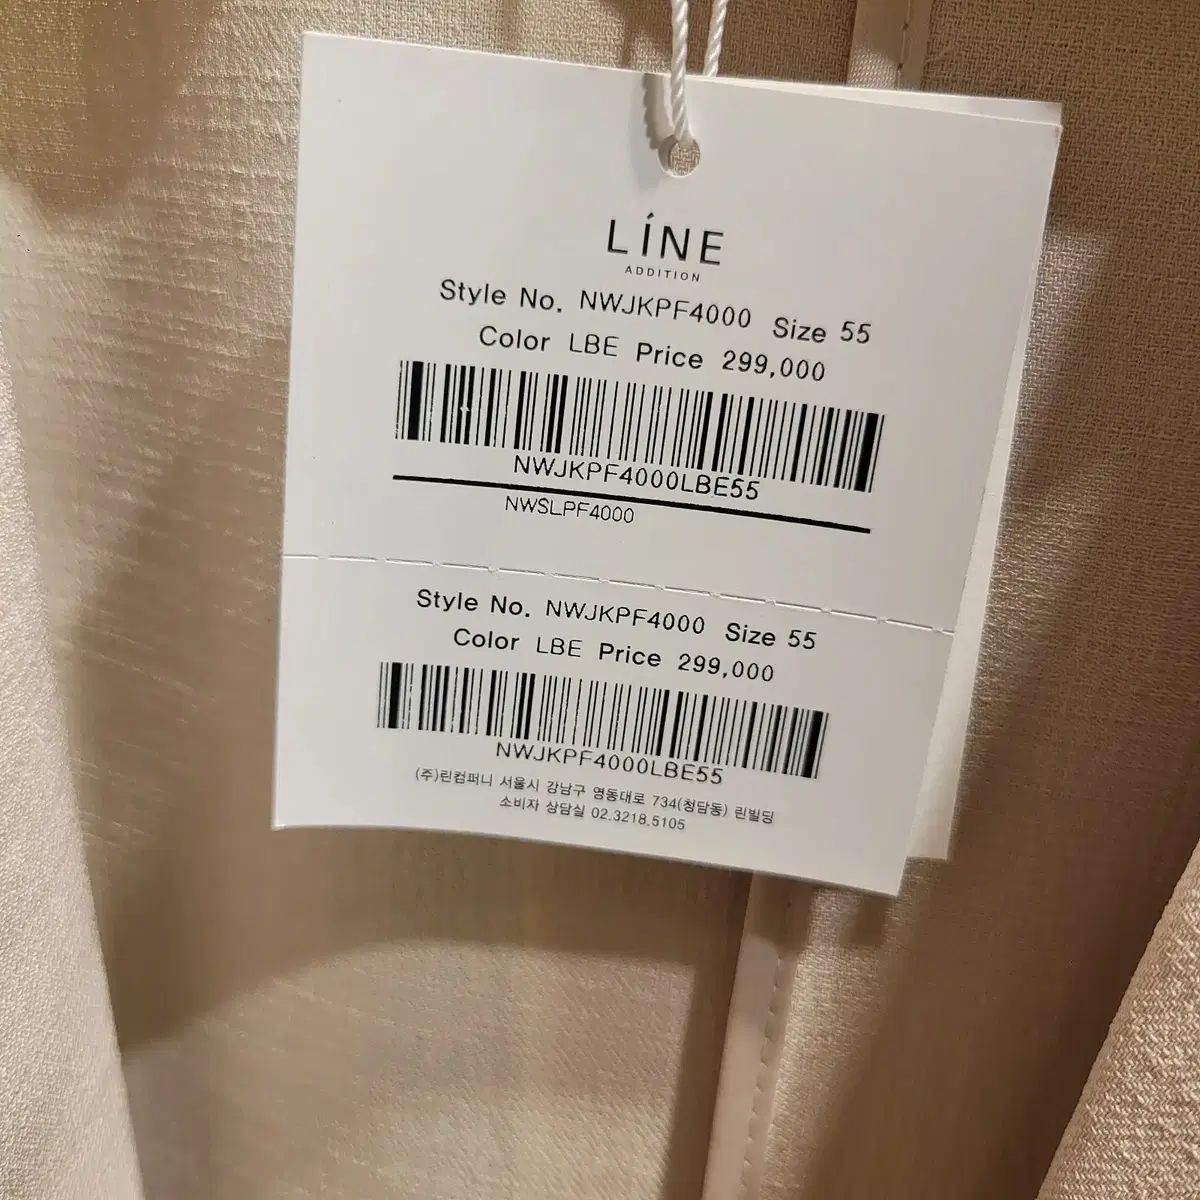 LíNE
ADDITION
Style No. NWJKPF4000 Size 55
Color LBE Price 299,000
NWJKPF4000LBE55
NWSLPF4000
Style No. NWJKPF4000 Size 55
Color LBE Price 299,000
NWJKPF4000LBE55
(주)린컴퍼니 서울시 강남구 영동대로 734(청담동) 린빌딩
소비자 상담실 02.3218.5105